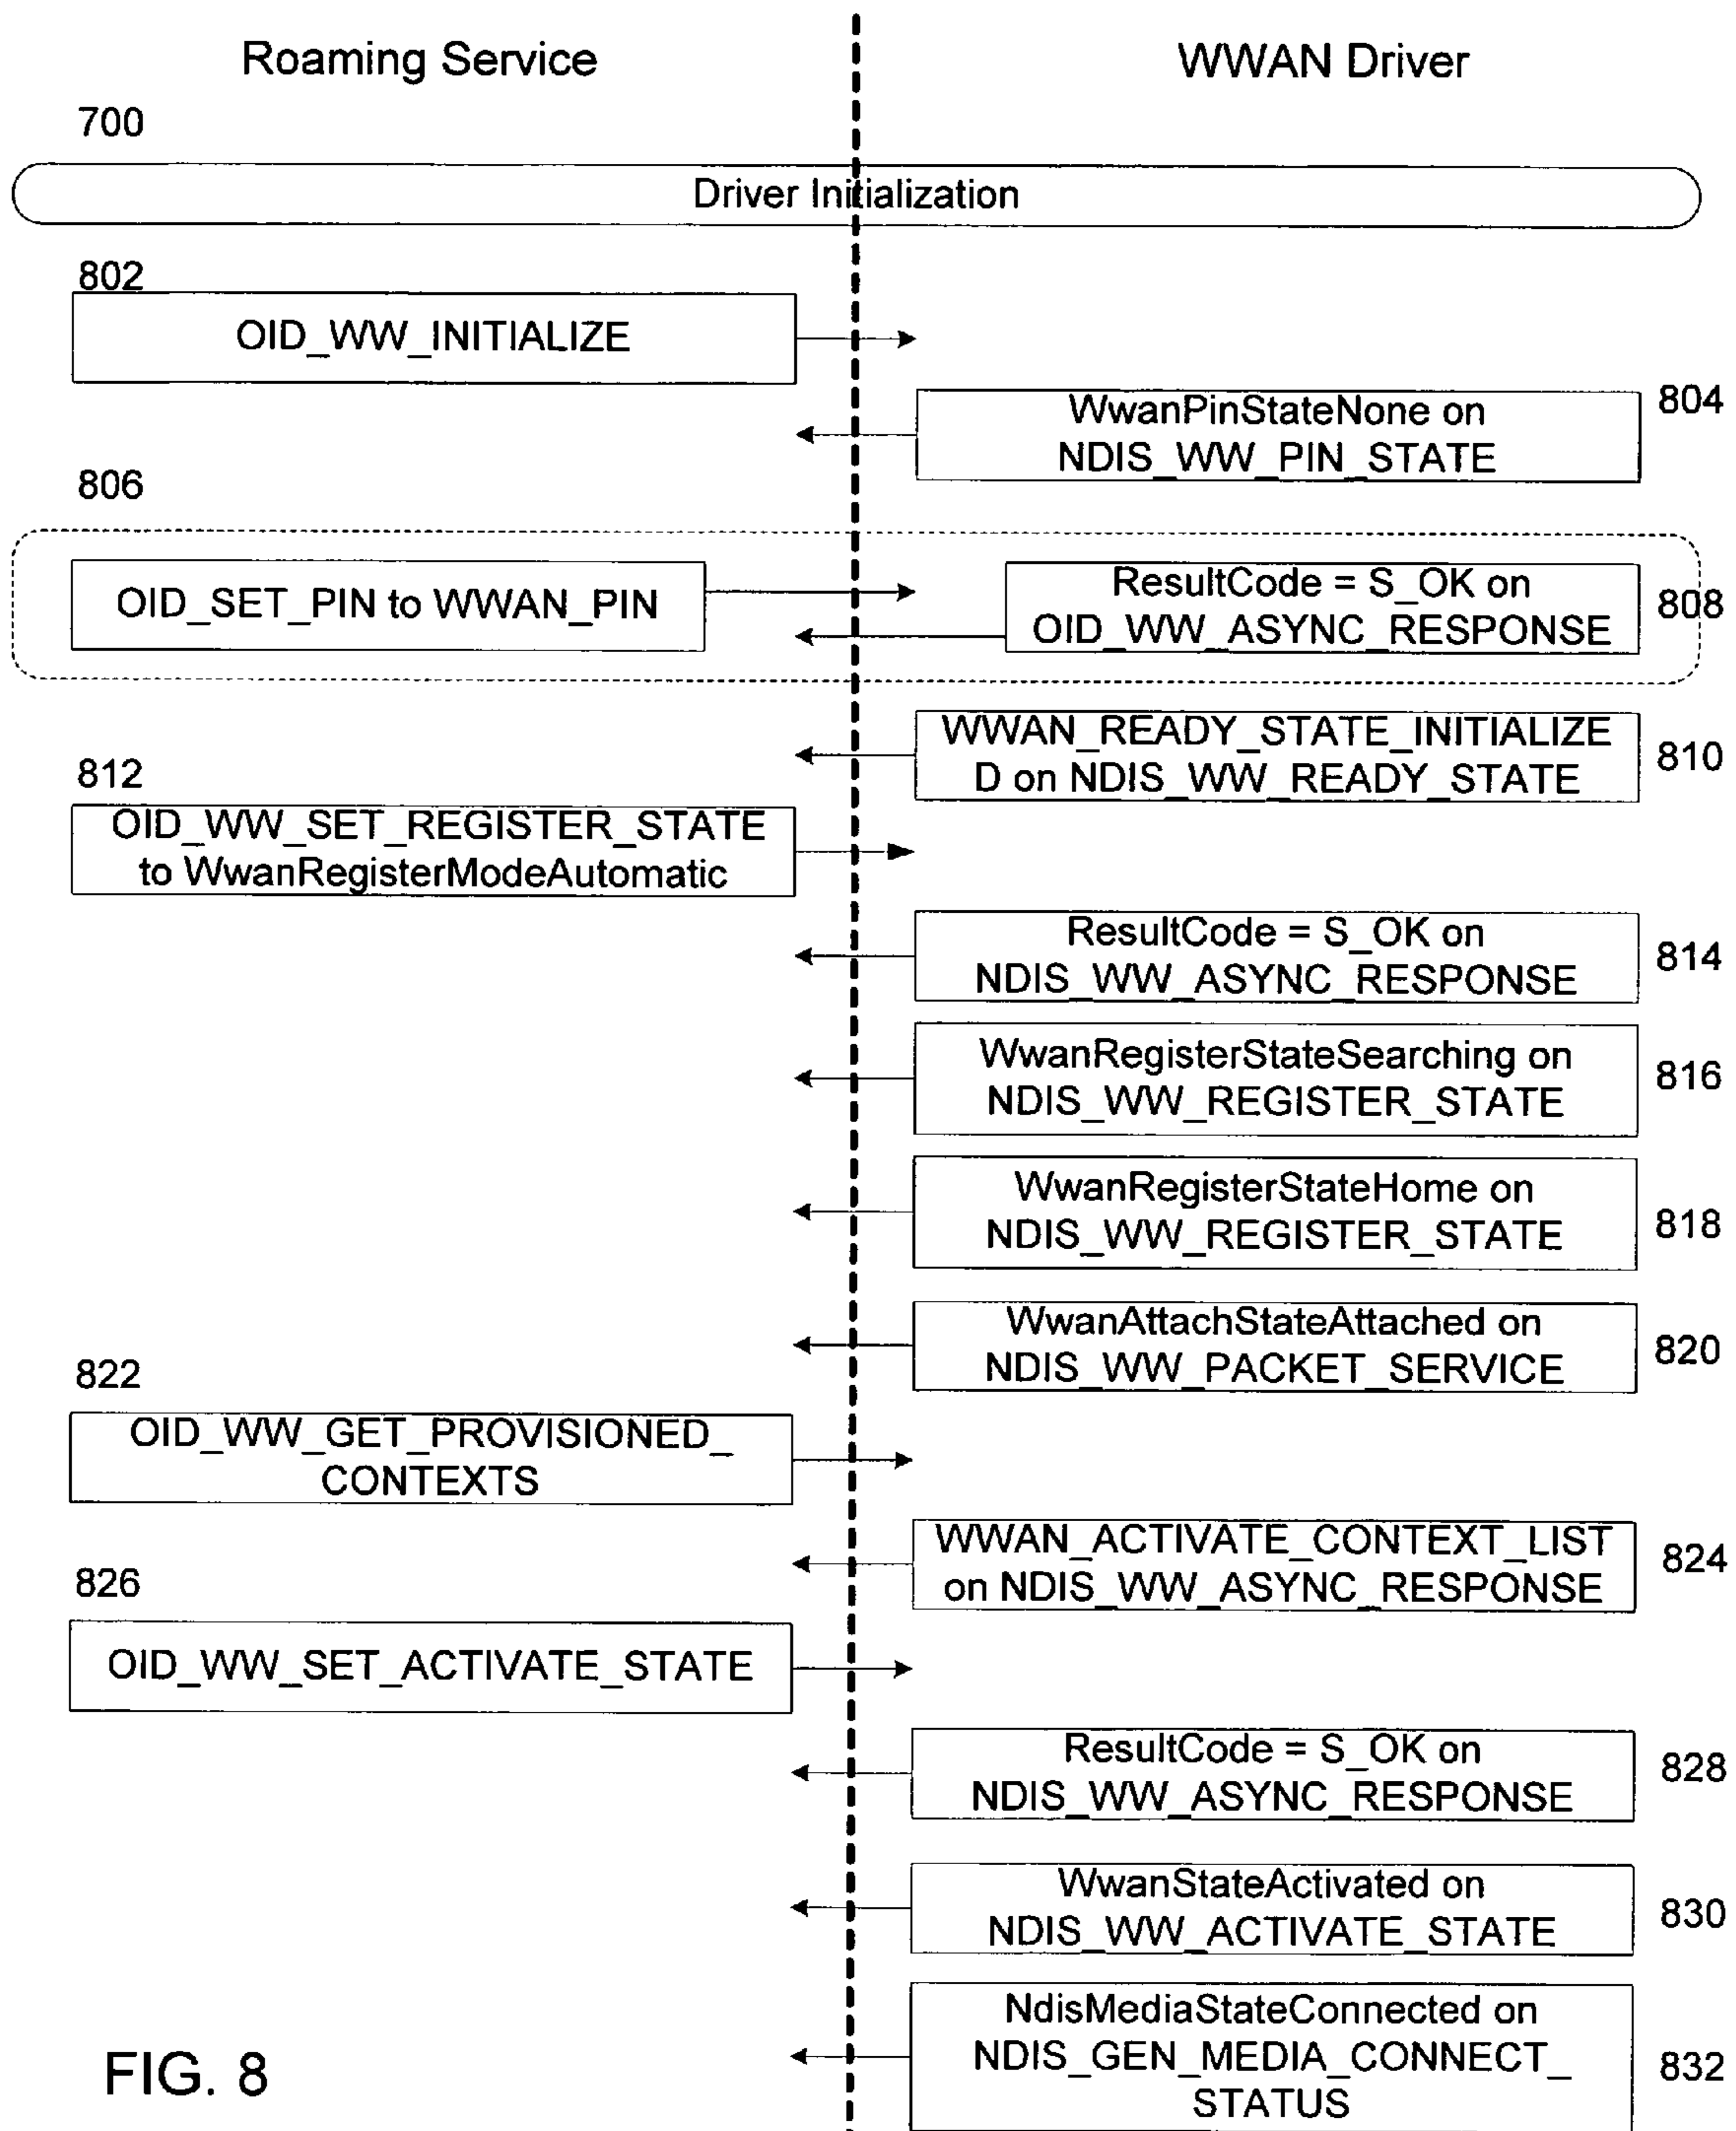 Roaming Service
WWAN Driver
700
Driver Initialization
802
OID_WW_INITIALIZE
WwanPinStateNone on
NDIS_WW_PIN_STATE
804
806
OID_SET_PIN to WWAN_PIN
ResultCode = S_OK on
OID_WW_ASYNC_RESPONSE
808
WWAN_READY_STATE_INITIALIZE
D on NDIS_WW_READY_STATE
810
812
OID_WW_SET_REGISTER_STATE
to WwanRegisterModeAutomatic
ResultCode = S_OK on
NDIS_WW_ASYNC_RESPONSE
814
WwanRegisterStateSearching on
NDIS_WW_REGISTER_STATE
816
WwanRegisterStateHome on
NDIS_WW_REGISTER_STATE
818
WwanAttachStateAttached on
NDIS_WW_PACKET_SERVICE
820
822
OID_WW_GET_PROVISIONED_
CONTEXTS
WWAN_ACTIVATE_CONTEXT_LIST
on NDIS_WW_ASYNC_RESPONSE
824
826
OID_WW_SET_ACTIVATE_STATE
ResultCode = S_OK on
NDIS_WW_ASYNC_RESPONSE
828
WwanStateActivated on
NDIS_WW_ACTIVATE_STATE
830
NdisMediaStateConnected on
NDIS_GEN_MEDIA_CONNECT_
STATUS
832
FIG. 8